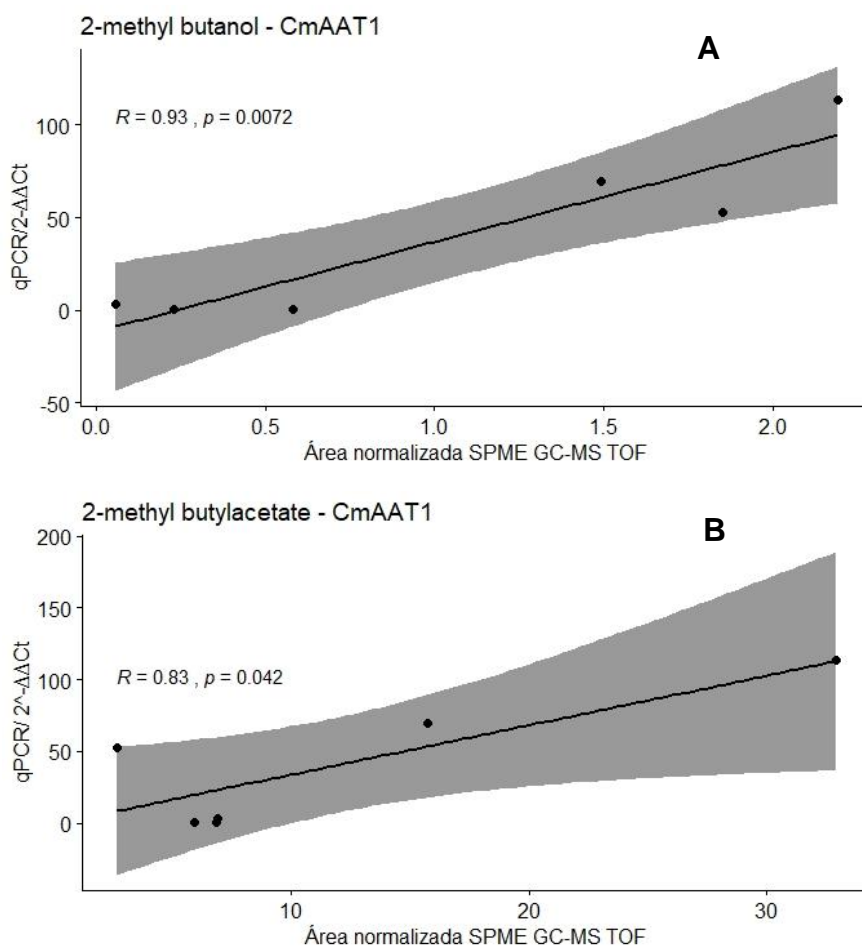 2-methyl butanol - CmAAT1
A
R = 0.93 , p = 0.0072
100
50
0
-50
qPCR/2-ΔΔCt
0.0 0.5 1.0 1.5 2.0
Área normalizada SPME GC-MS TOF
2-methyl butylacetate - CmAAT1
B
200
150
R = 0.83 , p = 0.042
100
50
0
qPCR/ 2^-ΔΔCt
10 20 30
Área normalizada SPME GC-MS TOF